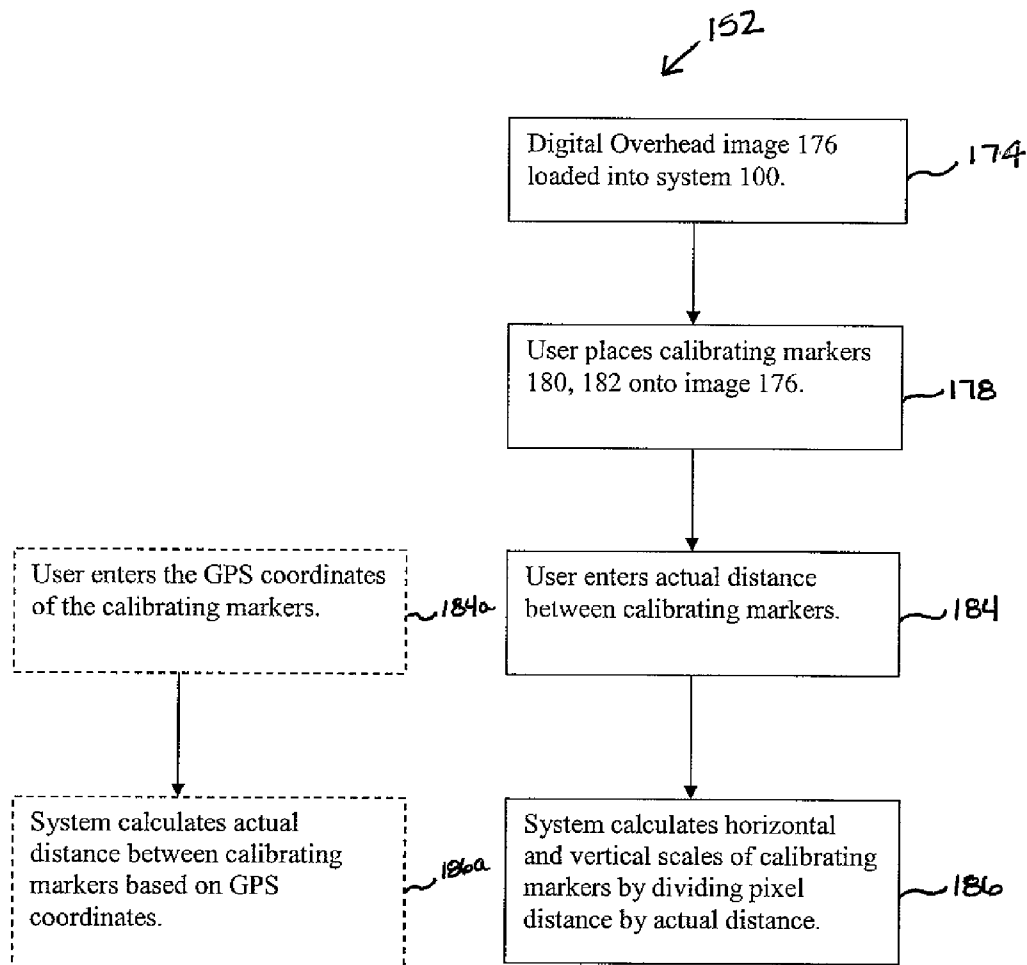 152
Digital Overhead image 176
loaded into system 100.
174
User places calibrating markers
180, 182 onto image 176.
178
User enters the GPS coordinates
of the calibrating markers.
184a
User enters actual distance
between calibrating markers.
184
System calculates actual
distance between calibrating
markers based on GPS
coordinates.
186a
System calculates horizontal
and vertical scales of calibrating
markers by dividing pixel
distance by actual distance.
186